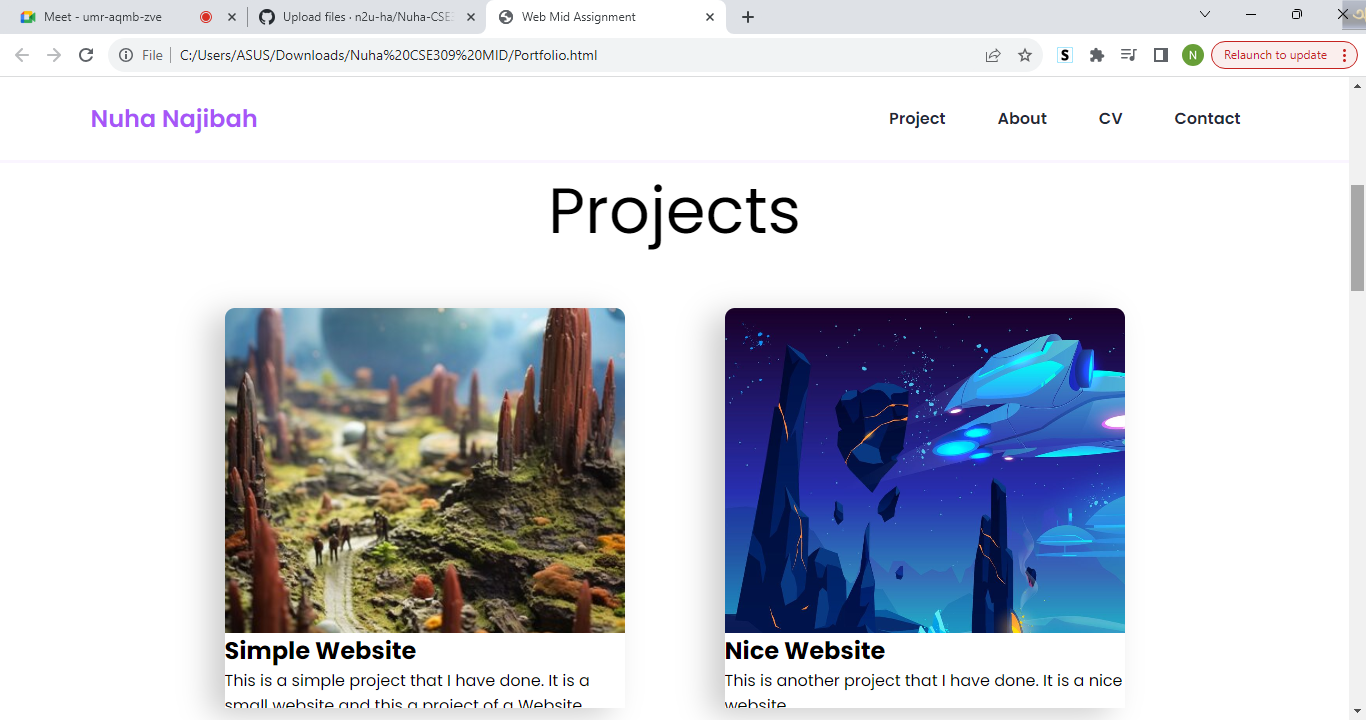 Meet - umr-aqmb-zve
Upload files · n2u-ha/Nuha-CSE
Web Mid Assignment
File
C:/Users/ASUS/Downloads/Nuha%20CSE309%20MID/Portfolio.html
S
N
Relaunch to update
Nuha Najibah
Project
About
CV
Contact
Projects
Simple Website
This is a simple project that I have done. It is a
small website and this a project of a Website
Nice Website
This is another project that I have done. It is a nice
website